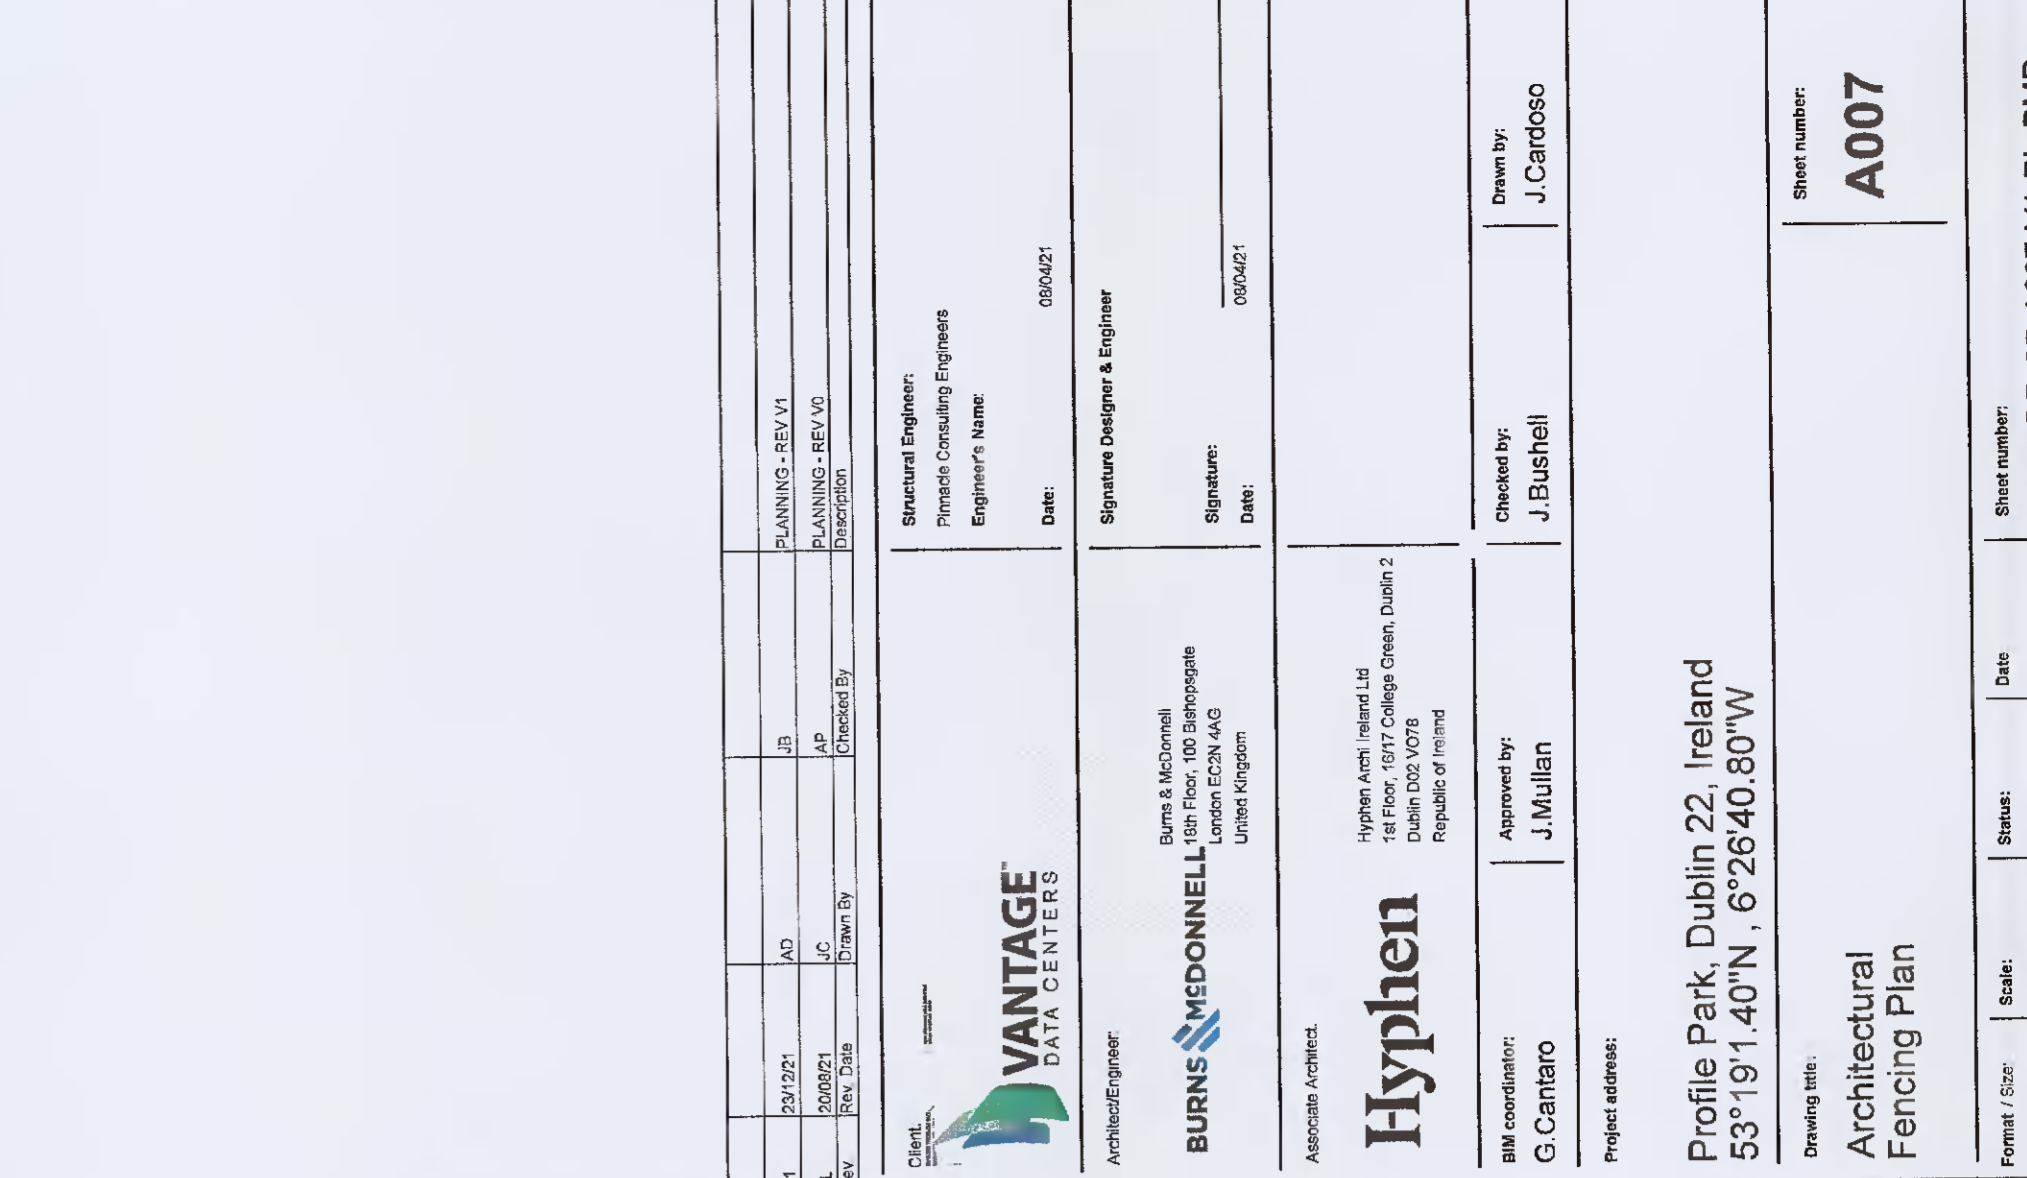 23/12/21 AD JB PLANNING - REV V1
20/08/21 JC AP PLANNING - REV V0
Rev. Date Drawn By Checked By Description
Client.
VANTAGE™
DATA CENTERS
Structural Engineer:
Pinnacle Consulting Engineers
Engineer's Name:
Date: 08/04/21
Architect/Engineer:
BURNS McDONNELL
Burns & McDonnell
18th Floor, 100 Bishopsgate
London EC2N 4AG
United Kingdom
Signature Designer & Engineer
Signature:
Date: 08/04/21
Associate Architect.
Hyphen
Hyphen Archi Ireland Ltd
1st Floor, 16/17 College Green, Dublin 2
Dublin D02 V078
Republic of Ireland
BIM coordinator: Approved by: Checked by: Drawn by:
G.Cantaro J.Mullan J.Bushell J.Cardoso
Project address:
Profile Park, Dublin 22, Ireland
53°19'1.40"N , 6°26'40.80"W
Drawing title: Sheet number:
Architectural A007
Fencing Plan
Format / Size: Scale: Status: Date Sheet number: